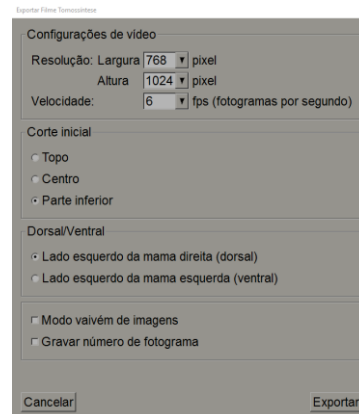 Exportar Filme Tomossíntese
Configurações de vídeo
Resolução: Largura 768 pixel
Altura 1024 pixel
Velocidade: 6 fps (fotogramas por segundo)
Corte inicial
Topo
Centro
Parte inferior
Dorsal/Ventral
Lado esquerdo da mama direita (dorsal)
Lado esquerdo da mama esquerda (ventral)
Modo vaivém de imagens
Gravar número de fotograma
Cancelar Exportar